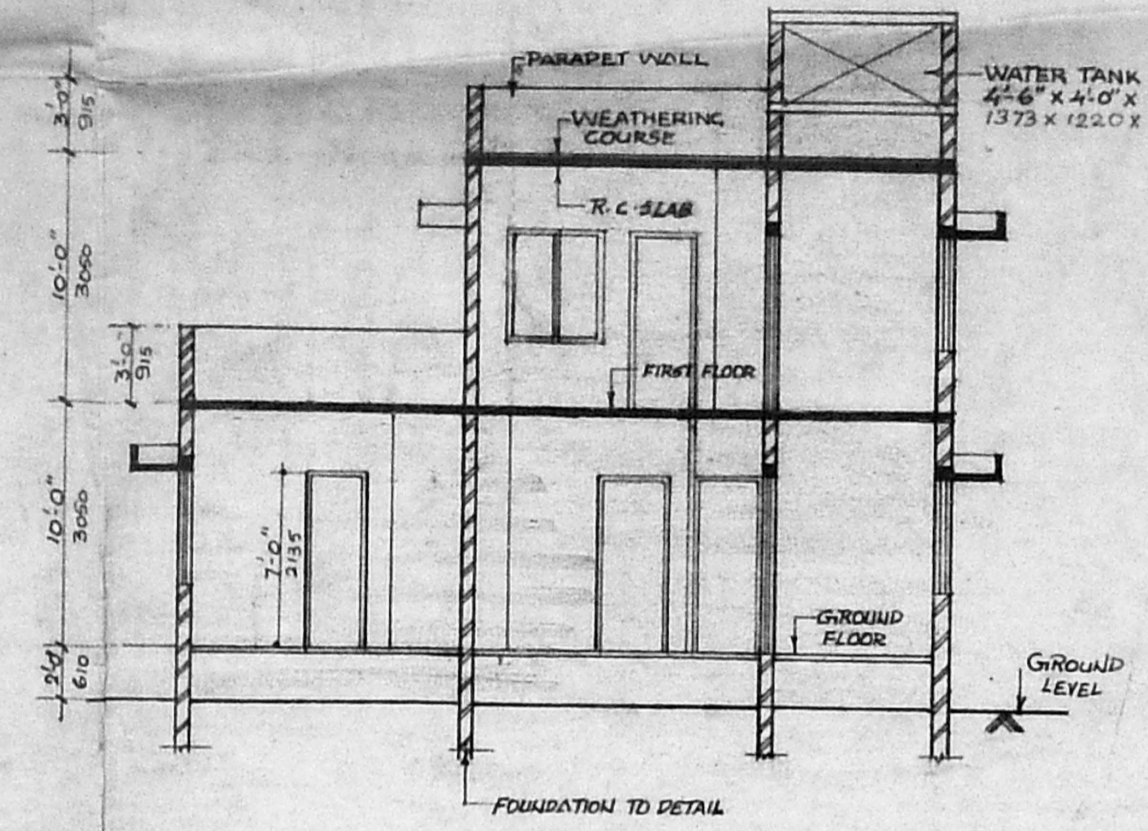 PARAPET WALL
WATER TANK
4'-6" X 4'-0" X
1373 X 1220 X
WEATHERING
COURSE
R.C. SLAB
3'-0"
915
10'-0"
3050
3'-0"
915
FIRST FLOOR
10'-0"
3050
7'-0"
2135
2'-0"
610
GROUND
FLOOR
GROUND
LEVEL
FOUNDATION TO DETAIL